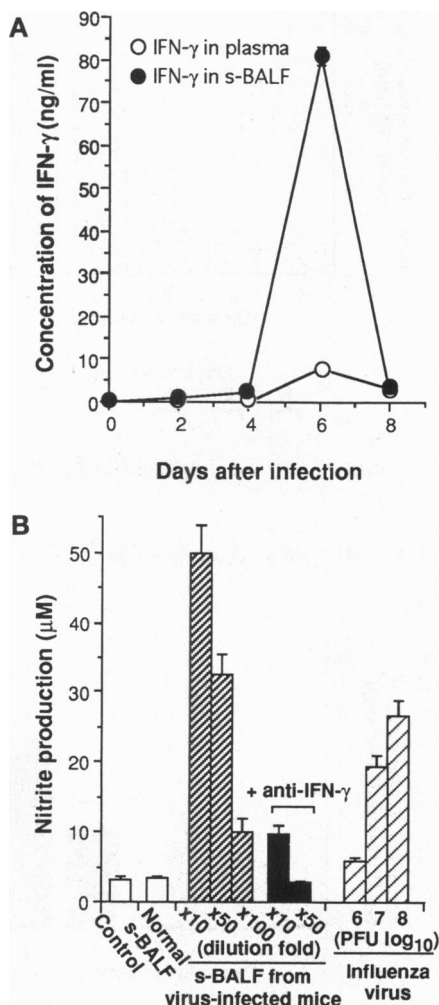 A
IFN-γ in plasma
IFN-γ in s-BALF
Concentration of IFN-γ (ng/ml)
90
80
70
60
50
40
30
20
10
0
0 2 4 6 8
Days after infection
B
Nitrite production (μM)
50
40
30
20
10
0
+ anti-IFN-γ
Control
Normal s-BALF
x10 x50 x100 x10 x50
(dilution fold)
s-BALF from
virus-infected mice
6 7 8
(PFU log10)
Influenza
virus